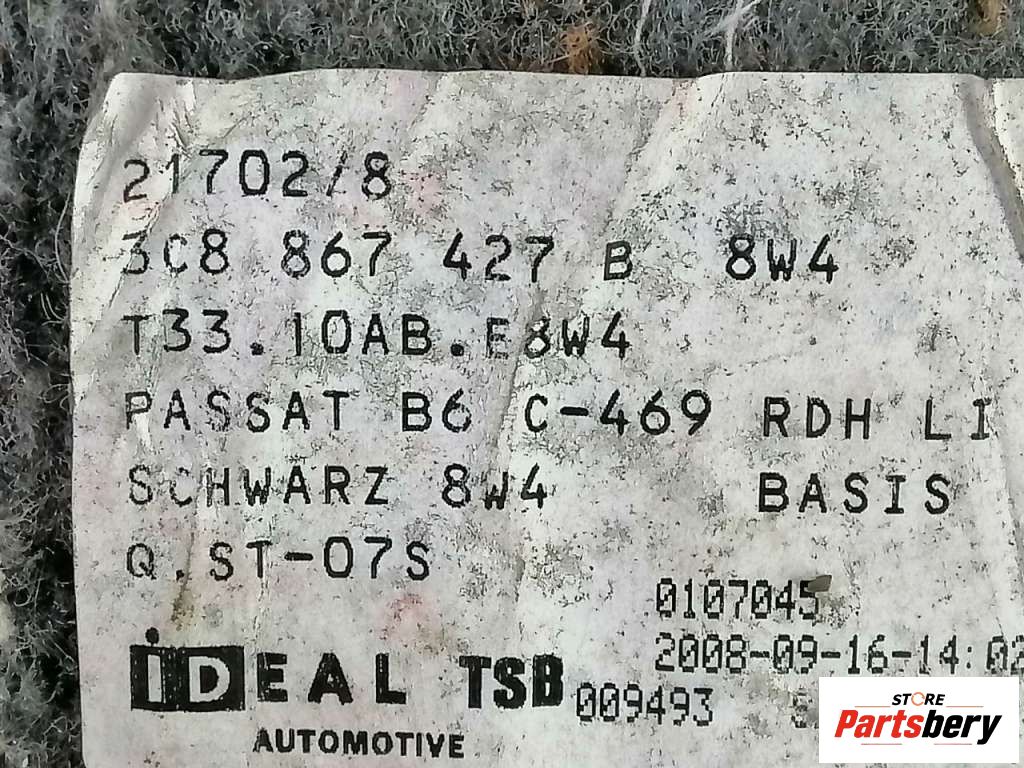 21702/8
3C8 867 427 B 8W4
T33.10AB.E8W4
PASSAT B6 C-469 RDH LI
SCHWARZ 8W4 BASIS
Q.ST-07S
0107045
2008-09-16-14:02
iDEAL TSB 009493
AUTOMOTIVE
STORE
Partsbery